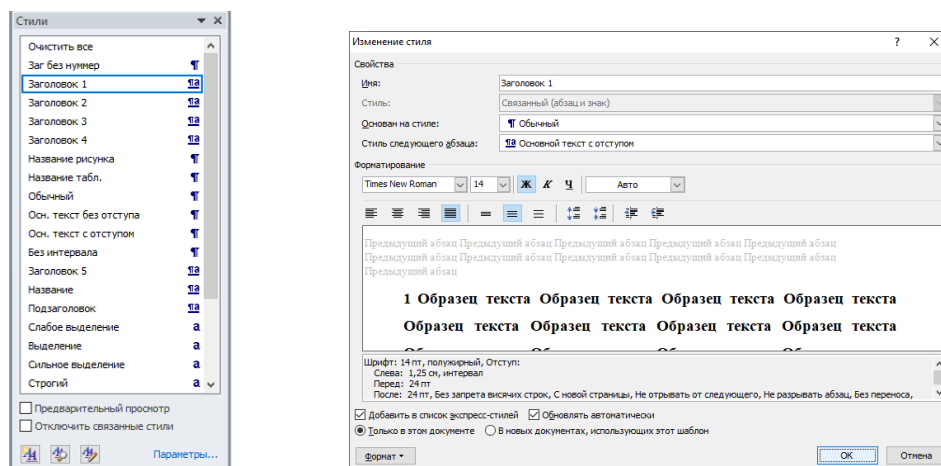 Стили
Очистить все
Заг без нуммер
Заголовок 1
Заголовок 2
Заголовок 3
Заголовок 4
Название рисунка
Название табл.
Обычный
Осн. текст без отступа
Осн. текст с отступом
Без интервала
Заголовок 5
Название
Подзаголовок
Слабое выделение
Выделение
Сильное выделение
Строгий
Предварительный просмотр
Отключить связанные стили
Параметры...
Изменение стиля
Свойства
Имя: Заголовок 1
Стиль: Связанный (абзац и знак)
Основан на стиле: ¶ Обычный
Стиль следующего абзаца: ¶a Основной текст с отступом
Форматирование
Times New Roman 14 Ж К Ч Авто
Предыдущий абзац Предыдущий абзац Предыдущий абзац Предыдущий абзац Предыдущий абзац
Предыдущий абзац Предыдущий абзац Предыдущий абзац Предыдущий абзац Предыдущий абзац
Предыдущий абзац
1 Образец текста Образец текста Образец текста Образец текста
Образец текста Образец текста Образец текста Образец текста
Шрифт: 14 пт, полужирный, Отступ:
Слева: 1,25 см, интервал
Перед: 24 пт
После: 24 пт, Без запрета висячих строк, С новой страницы, Не отрывать от следующего, Не разрывать абзац, Без переноса,
Добавить в список экспресс-стилей Обновлять автоматически
Только в этом документе В новых документах, использующих этот шаблон
Формат ОК Отмена